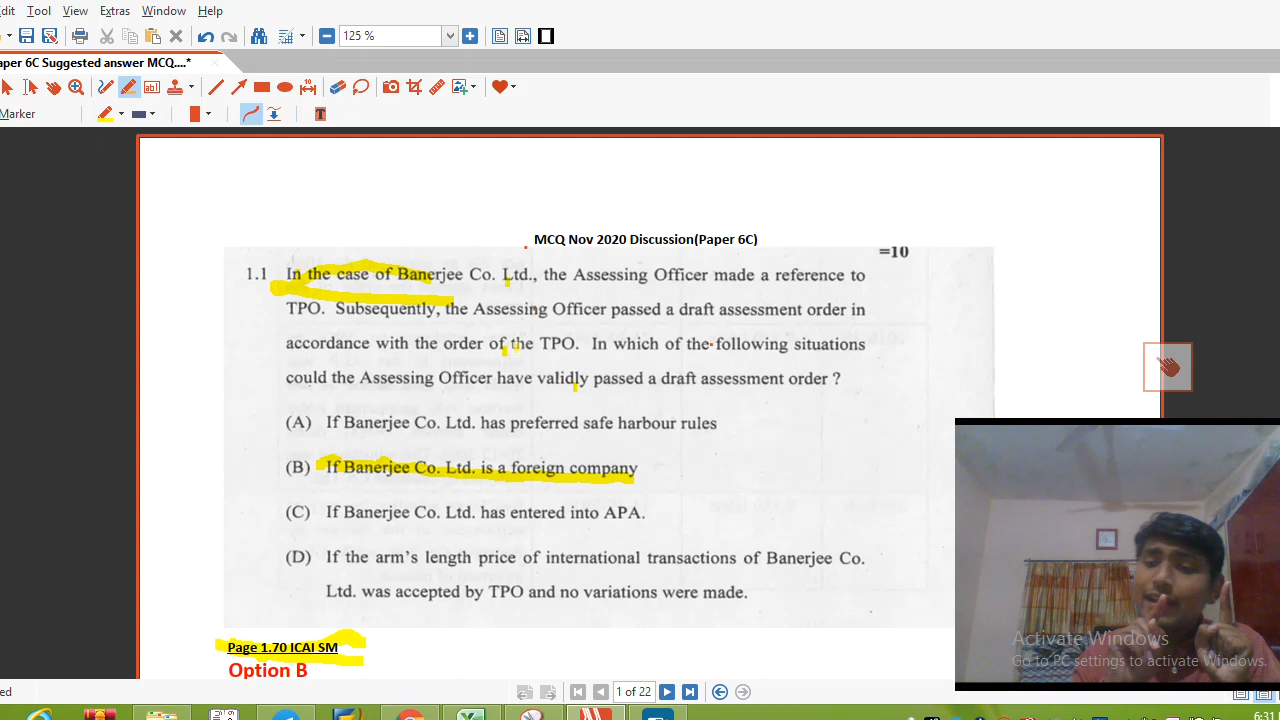 dit Tool View Extras Window Help
125 %
aper 6C Suggested answer MCQ....*
10
T
Marker
MCQ Nov 2020 Discussion(Paper 6C)
=10
1.1 In the case of Banerjee Co. Ltd., the Assessing Officer made a reference to
TPO. Subsequently, the Assessing Officer passed a draft assessment order in
accordance with the order of the TPO. In which of the following situations
could the Assessing Officer have validly passed a draft assessment order ?
(A) If Banerjee Co. Ltd. has preferred safe harbour rules
(B) If Banerjee Co. Ltd. is a foreign company
(C) If Banerjee Co. Ltd. has entered into APA.
(D) If the arm's length price of international transactions of Banerjee Co.
Ltd. was accepted by TPO and no variations were made.
Page 1.70 ICAI SM
Option B
Activate Windows
Go to PC settings to activate Windows.
ed
1 of 22
6:31